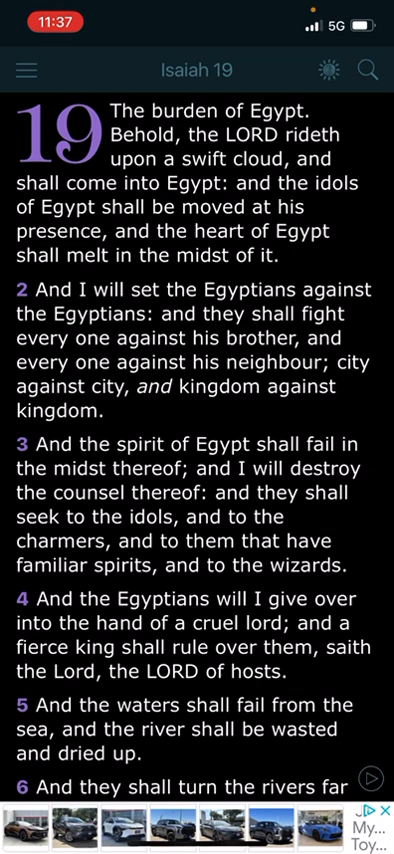 11:37
5G
Isaiah 19
19 The burden of Egypt.
Behold, the LORD rideth
upon a swift cloud, and
shall come into Egypt: and the idols
of Egypt shall be moved at his
presence, and the heart of Egypt
shall melt in the midst of it.
2 And I will set the Egyptians against
the Egyptians: and they shall fight
every one against his brother, and
every one against his neighbour; city
against city, and kingdom against
kingdom.
3 And the spirit of Egypt shall fail in
the midst thereof; and I will destroy
the counsel thereof: and they shall
seek to the idols, and to the
charmers, and to them that have
familiar spirits, and to the wizards.
4 And the Egyptians will I give over
into the hand of a cruel lord; and a
fierce king shall rule over them, saith
the Lord, the LORD of hosts.
5 And the waters shall fail from the
sea, and the river shall be wasted
and dried up.
6 And they shall turn the rivers far
My...
Toy...